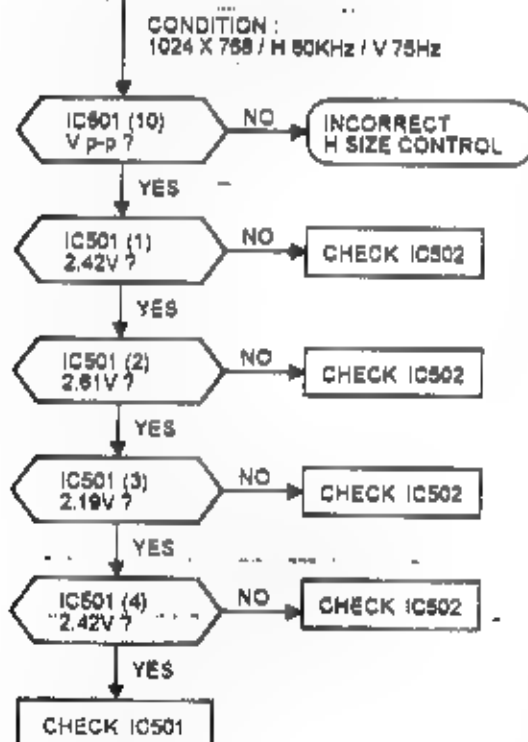 CONDITION :
1024 X 768 / H 60KHz / V 75Hz
IC501 (10)
V p-p ?
NO
INCORRECT
H SIZE CONTROL
YES
IC501 (1)
2.42V ?
NO
CHECK IC502
YES
IC501 (2)
2.61V ?
NO
CHECK IC502
YES
IC501 (3)
2.19V ?
NO
CHECK IC502
YES
IC501 (4)
2.42V ?
NO
CHECK IC502
YES
CHECK IC501